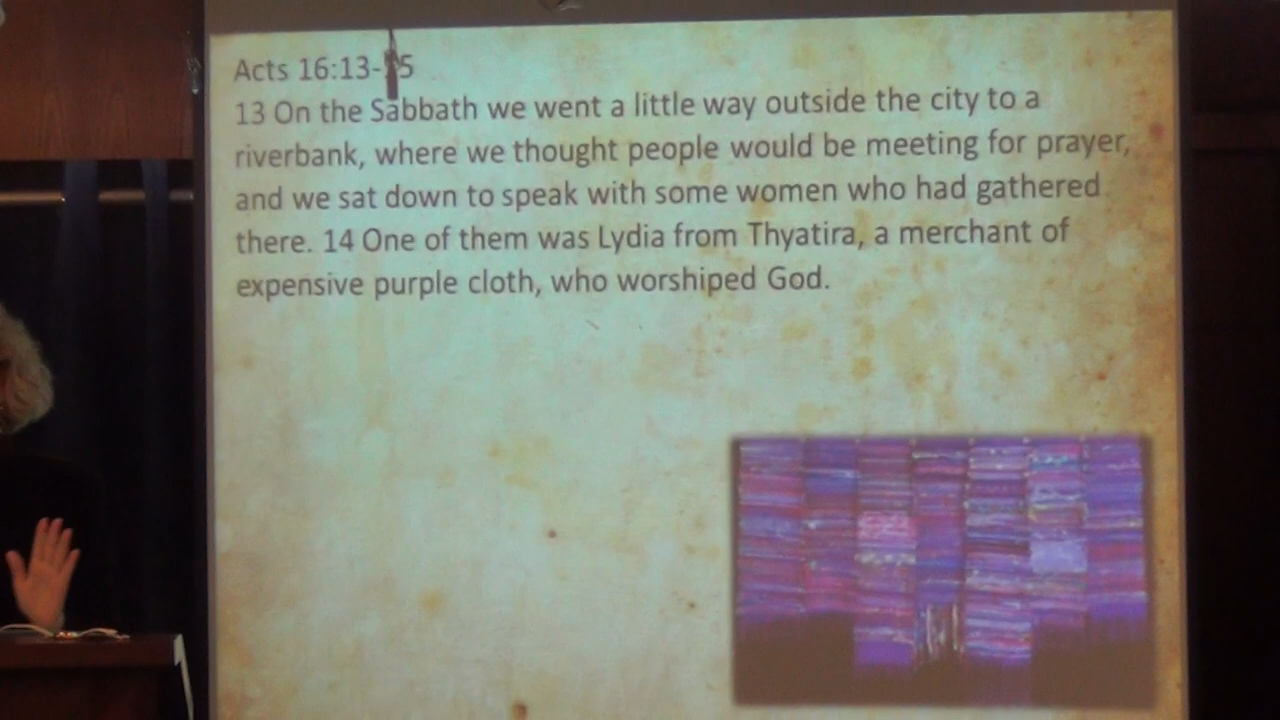 Acts 16:13-15
13 On the Sabbath we went a little way outside the city to a
riverbank, where we thought people would be meeting for prayer,
and we sat down to speak with some women who had gathered
there. 14 One of them was Lydia from Thyatira, a merchant of
expensive purple cloth, who worshiped God.